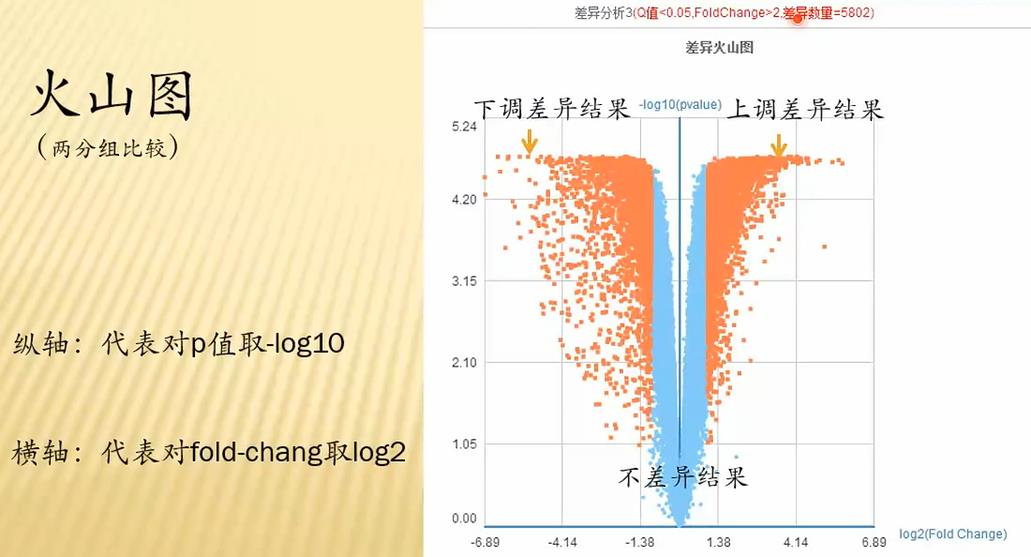 差异分析3(Q值<0.05,FoldChange>2,差异数量=5802)
火山图
(两分组比较)
纵轴：代表对p值取-log10
横轴：代表对fold-chang取log2
差异火山图
下调差异结果
-log10(pvalue)
上调差异结果
5.24
4.20
3.15
2.10
1.05
0.00
不差异结果
-6.89 -4.14 -1.38 1.38 4.14 6.89
log2(Fold Change)